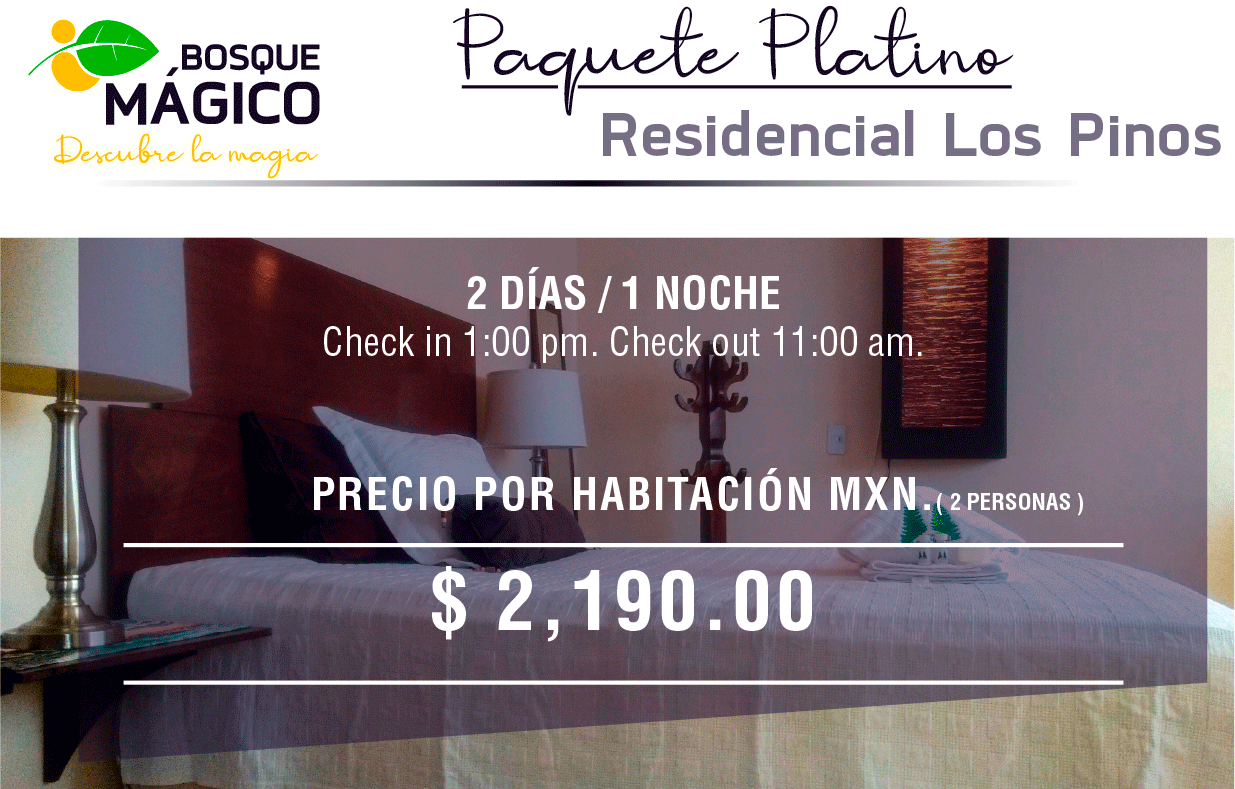 BOSQUE
MÁGICO
Descubre la magia
Paquete Platino
Residencial Los Pinos
2 DÍAS / 1 NOCHE
Check in 1:00 pm. Check out 11:00 am.
PRECIO POR HABITACIÓN MXN. ( 2 PERSONAS )
$ 2,190.00